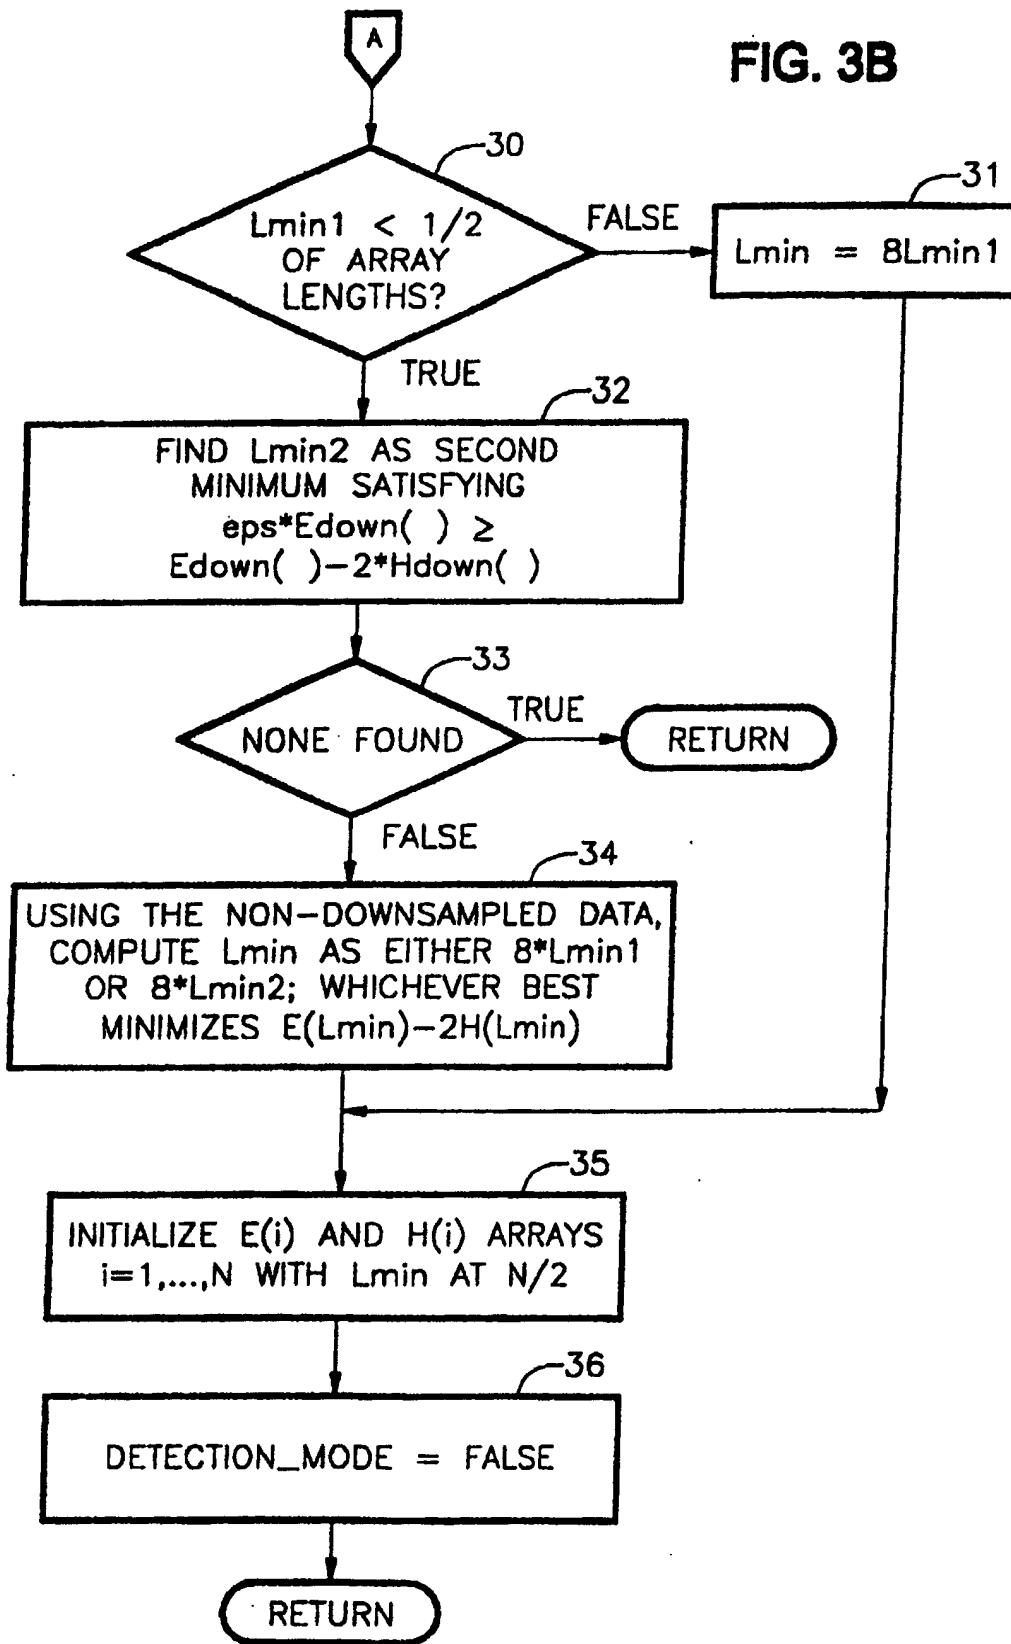 A
FIG. 3B
30
Lmin1 < 1/2
OF ARRAY
LENGTHS?
FALSE
31
Lmin = 8Lmin1
TRUE
32
FIND Lmin2 AS SECOND
MINIMUM SATISFYING
eps*Edown( ) ≥
Edown( )-2*Hdown( )
33
NONE FOUND
TRUE
RETURN
FALSE
34
USING THE NON-DOWNSAMPLED DATA,
COMPUTE Lmin AS EITHER 8*Lmin1
OR 8*Lmin2; WHICHEVER BEST
MINIMIZES E(Lmin)-2H(Lmin)
35
INITIALIZE E(i) AND H(i) ARRAYS
i=1,...,N WITH Lmin AT N/2
36
DETECTION_MODE = FALSE
RETURN